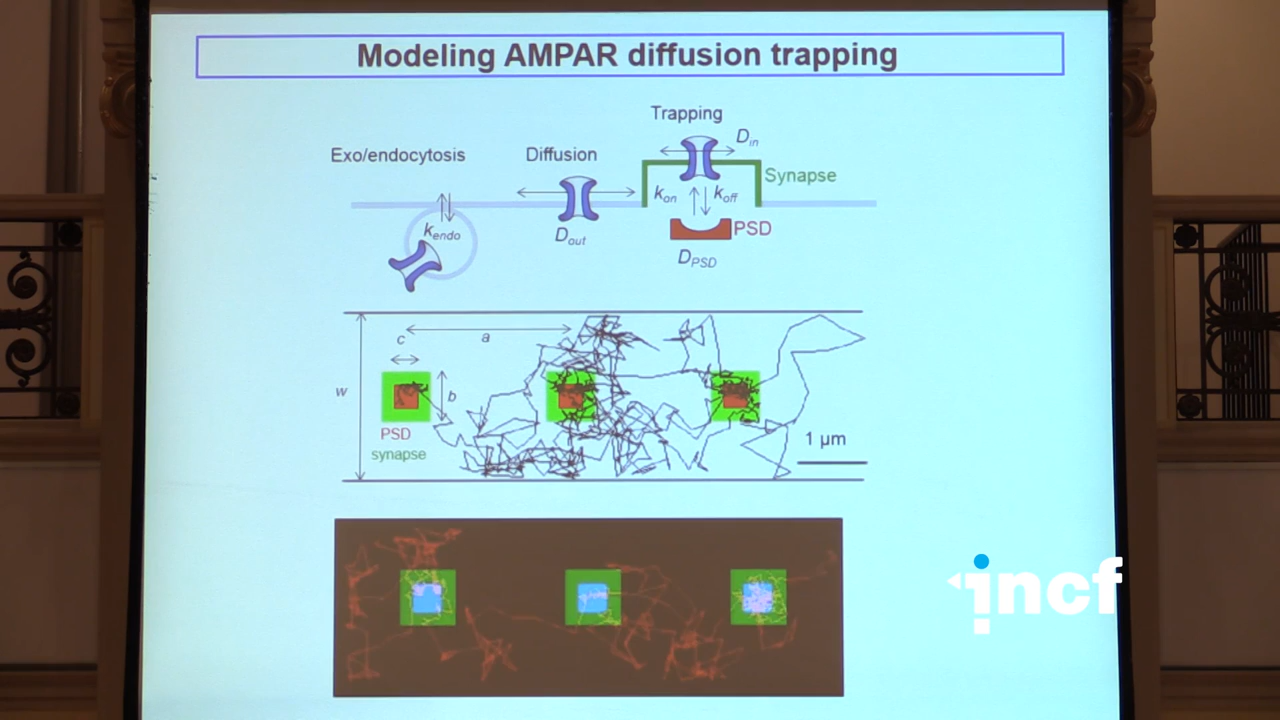 Modeling AMPAR diffusion trapping
Trapping
Exo/endocytosis
Diffusion
D_in
Synapse
k_on
k_off
k_endo
D_out
PSD
D_PSD
c
a
w
b
PSD
synapse
1 µm
incf